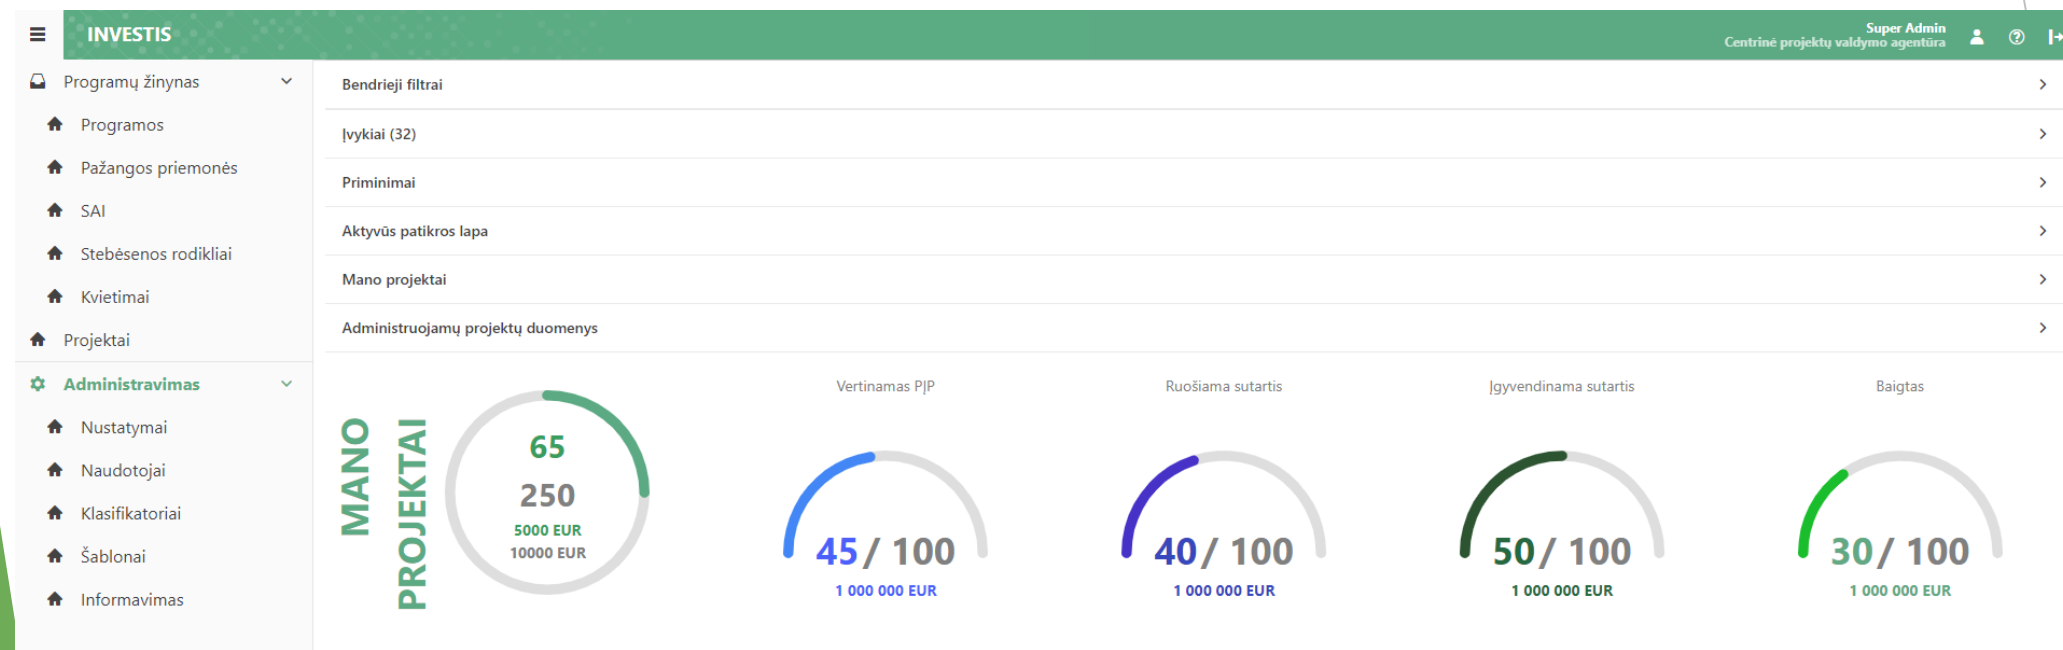 INVESTIS
Super Admin
Centrinė projektų valdymo agentūra
Programų žinynas
Programos
Pažangos priemonės
SAI
Stebėsenos rodikliai
Kvietimai
Projektai
Administravimas
Nustatymai
Naudotojai
Klasifikatoriai
Šablonai
Informavimas
Bendrieji filtrai
Įvykiai (32)
Priminimai
Aktyvūs patikros lapa
Mano projektai
Administruojamų projektų duomenys
MANO
PROJEKTAI
65
250
5000 EUR
10000 EUR
Vertinamas PĮP
45/ 100
1 000 000 EUR
Ruošiama sutartis
40/ 100
1 000 000 EUR
Įgyvendinama sutartis
50/ 100
1 000 000 EUR
Baigtas
30/ 100
1 000 000 EUR